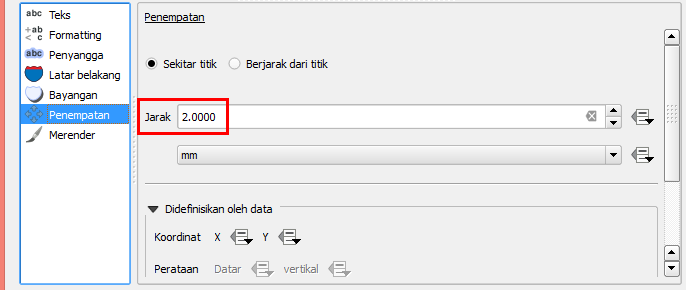 abc Teks
+ab < c Formatting
abc Penyangga
Latar belakang
Bayangan
Penempatan
Merender
Penempatan
Sekitar titik Berjarak dari titik
Jarak 2.0000
mm
Didefinisikan oleh data
Koordinat X Y
Perataan Datar vertikal